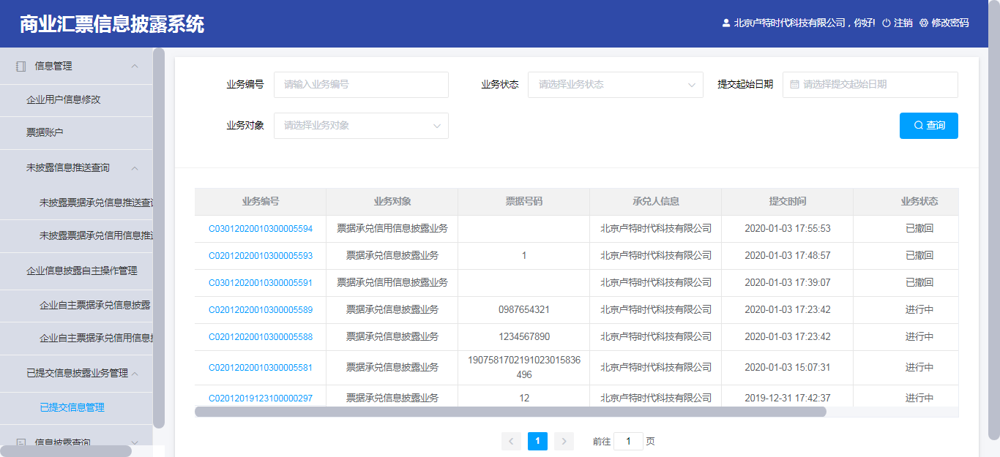 商业汇票信息披露系统
北京卢特时代科技有限公司，你好! 注销 修改密码
信息管理
企业用户信息修改
票据账户
未披露信息推送查询
未披露票据承兑信息推送查
未披露票据承兑信用信息推
企业信息披露自主操作管理
企业自主票据承兑信息披露
企业自主票据承兑信用信息
已提交信息披露业务管理
已提交信息管理
信息披露查询
业务编号 请输入业务编号 业务状态 请选择业务状态 提交起始日期 请选择提交起始日期
业务对象 请选择业务对象 查询
业务编号 业务对象 票据号码 承兑人信息 提交时间 业务状态
C03012020010300005594 票据承兑信用信息披露业务 北京卢特时代科技有限公司 2020-01-03 17:55:53 已撤回
C02012020010300005593 票据承兑信息披露业务 1 北京卢特时代科技有限公司 2020-01-03 17:48:57 已撤回
C03012020010300005591 票据承兑信用信息披露业务 北京卢特时代科技有限公司 2020-01-03 17:39:07 已撤回
C02012020010300005589 票据承兑信息披露业务 0987654321 北京卢特时代科技有限公司 2020-01-03 17:23:42 进行中
C02012020010300005588 票据承兑信息披露业务 1234567890 北京卢特时代科技有限公司 2020-01-03 17:23:42 进行中
C02012020010300005581 票据承兑信息披露业务 1907581702191023015836496 北京卢特时代科技有限公司 2020-01-03 15:07:31 进行中
C02012019123100000297 票据承兑信息披露业务 12 北京卢特时代科技有限公司 2019-12-31 17:42:37 进行中
1 前往 1 页